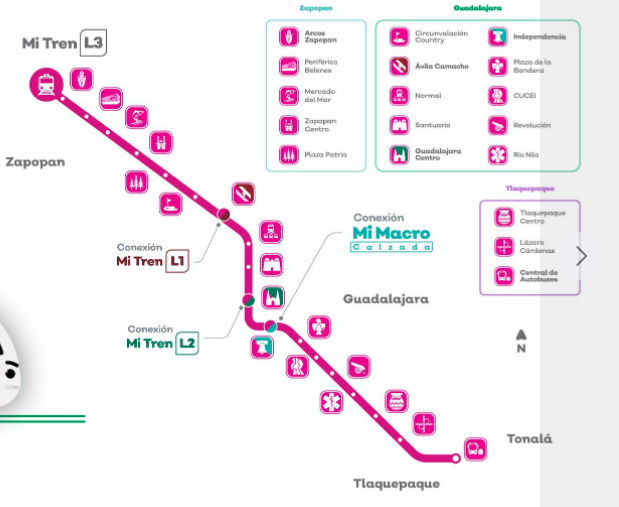 Mi Tren L3
Zapopan
Arcos
Zapopan
Periférico
Belenes
Mercado
del Mar
Zapopan
Centro
Plaza Patria
Guadalajara
Circunvalación
Country
Ávila Camacho
Normal
Santuario
Guadalajara
Centro
Independencia
Plaza de la
Bandera
CUCEI
Revolución
Río Nilo
Tlaquepaque
Tlaquepaque
Centro
Lázaro
Cárdenas
Central de
Autobuses
Zapopan
Conexión
Mi Tren L1
Conexión
Mi Macro
Calzada
Guadalajara
Conexión
Mi Tren L2
N
Tonalá
Tlaquepaque